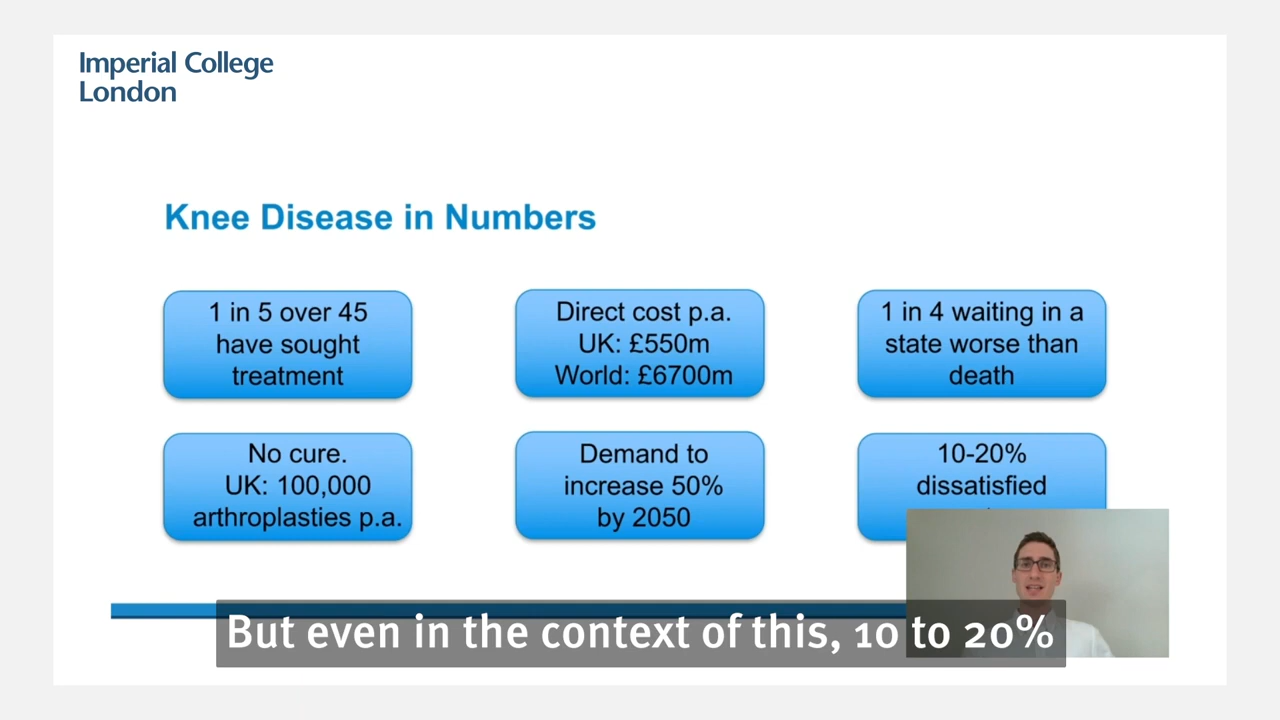 Imperial College
London
Knee Disease in Numbers
1 in 5 over 45
have sought
treatment
Direct cost p.a.
UK: £550m
World: £6700m
1 in 4 waiting in a
state worse than
death
No cure.
UK: 100,000
arthroplasties p.a.
Demand to
increase 50%
by 2050
10-20%
dissatisfied
But even in the context of this, 10 to 20%